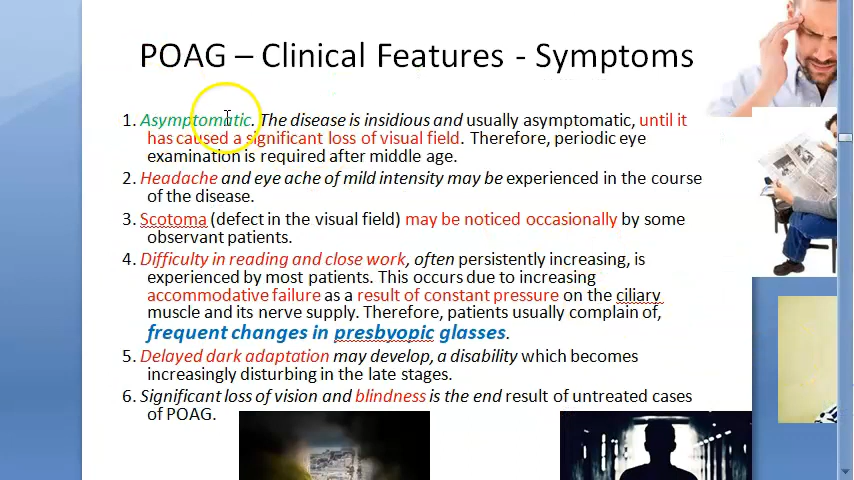 POAG – Clinical Features - Symptoms
1. Asymptomatic. The disease is insidious and usually asymptomatic, until it
has caused a significant loss of visual field. Therefore, periodic eye
examination is required after middle age.
2. Headache and eye ache of mild intensity may be experienced in the course
of the disease.
3. Scotoma (defect in the visual field) may be noticed occasionally by some
observant patients.
4. Difficulty in reading and close work, often persistently increasing, is
experienced by most patients. This occurs due to increasing
accommodative failure as a result of constant pressure on the ciliary
muscle and its nerve supply. Therefore, patients usually complain of,
frequent changes in presbyopic glasses.
5. Delayed dark adaptation may develop, a disability which becomes
increasingly disturbing in the late stages.
6. Significant loss of vision and blindness is the end result of untreated cases
of POAG.